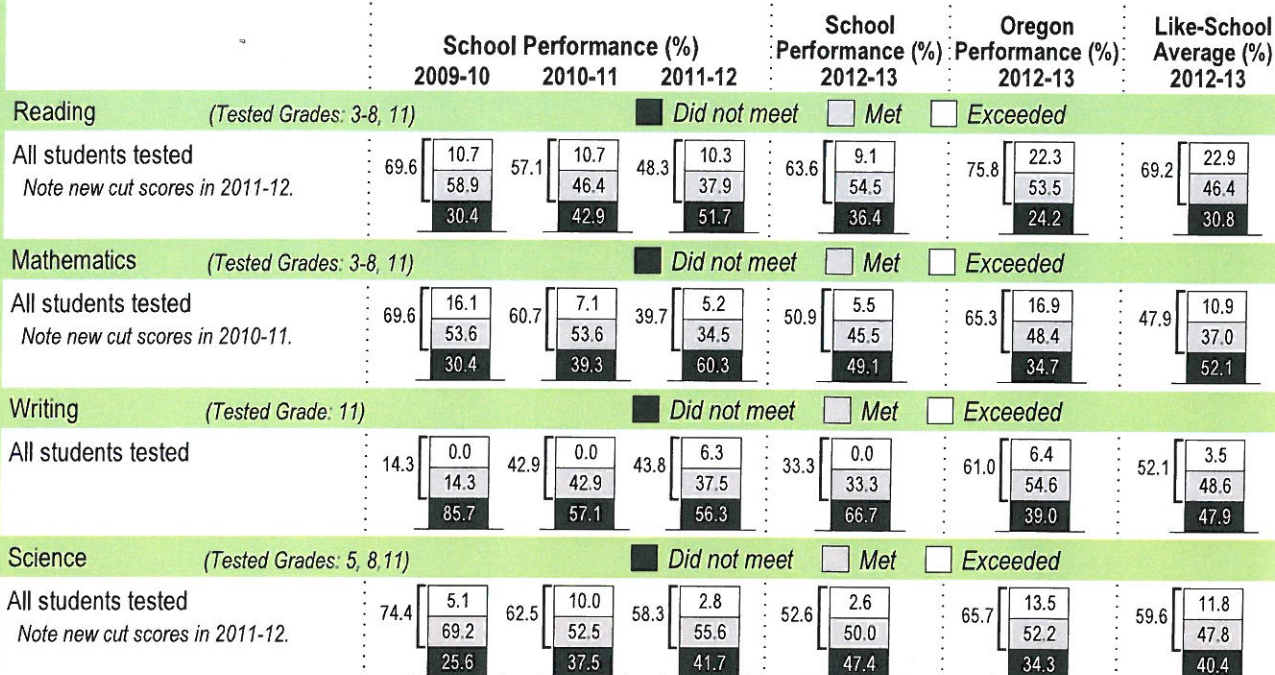 School Performance (%)
School Performance (%)
Oregon Performance (%)
Like-School Average (%)
2009-10 2010-11 2011-12 2012-13 2012-13 2012-13
Reading (Tested Grades: 3-8, 11) Did not meet Met Exceeded
All students tested
Note new cut scores in 2011-12.
69.6 10.7 58.9 30.4
57.1 10.7 46.4 42.9
48.3 10.3 37.9 51.7
63.6 9.1 54.5 36.4
75.8 22.3 53.5 24.2
69.2 22.9 46.4 30.8
Mathematics (Tested Grades: 3-8, 11) Did not meet Met Exceeded
All students tested
Note new cut scores in 2010-11.
69.6 16.1 53.6 30.4
60.7 7.1 53.6 39.3
39.7 5.2 34.5 60.3
50.9 5.5 45.5 49.1
65.3 16.9 48.4 34.7
47.9 10.9 37.0 52.1
Writing (Tested Grade: 11) Did not meet Met Exceeded
All students tested
14.3 0.0 14.3 85.7
42.9 0.0 42.9 57.1
43.8 6.3 37.5 56.3
33.3 0.0 33.3 66.7
61.0 6.4 54.6 39.0
52.1 3.5 48.6 47.9
Science (Tested Grades: 5, 8,11) Did not meet Met Exceeded
All students tested
Note new cut scores in 2011-12.
74.4 5.1 69.2 25.6
62.5 10.0 52.5 37.5
58.3 2.8 55.6 41.7
52.6 2.6 50.0 47.4
65.7 13.5 52.2 34.3
59.6 11.8 47.8 40.4